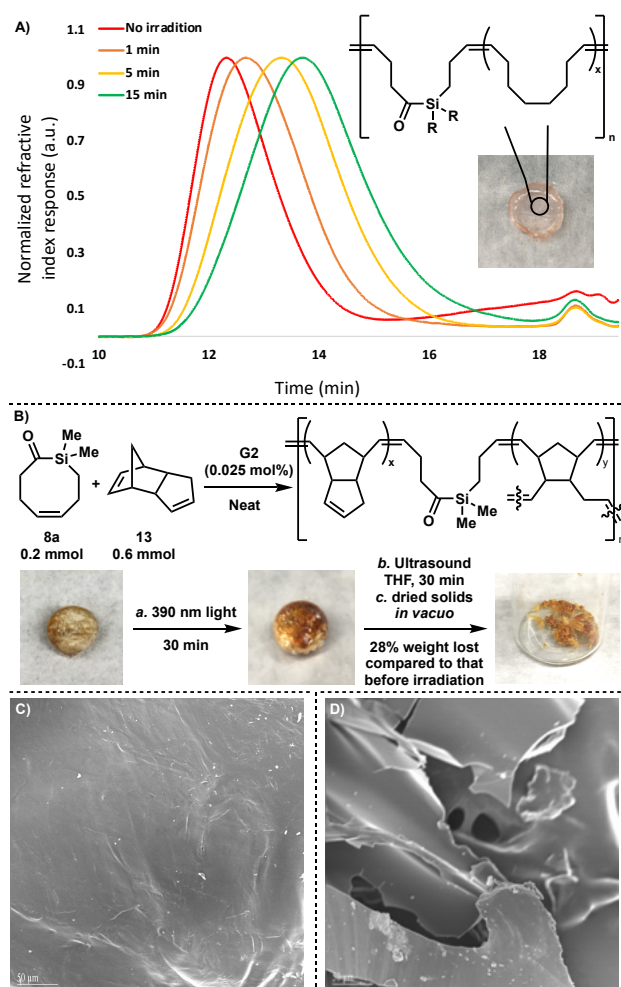 A)
1.1
0.9
0.7
0.5
0.3
0.1
-0.1
Normalized refractive
index response (a.u.)
No irradition
1 min
5 min
15 min
10
12
14
16
18
Time (min)
O
Si
R
R
x
n
B)
O
Me
Si
Me
8a
0.2 mmol
+
13
0.6 mmol
G2
(0.025 mol%)
Neat
x
O
Si
Me
Me
y
a. 390 nm light
30 min
b. Ultrasound
THF, 30 min
c. dried solids
in vacuo
28% weight lost
compared to that
before irradiation
C)
50 µm
D)